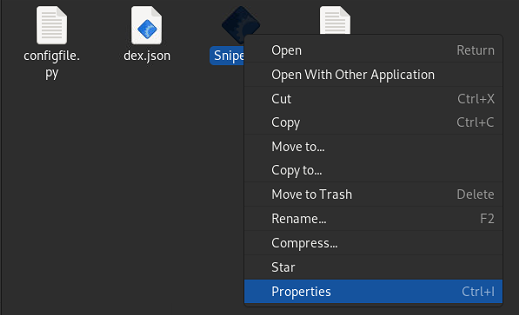 configfile.
py
dex.json
Snipe
Open Return
Open With Other Application
Cut Ctrl+X
Copy Ctrl+C
Move to...
Copy to...
Move to Trash Delete
Rename... F2
Compress...
Star
Properties Ctrl+I